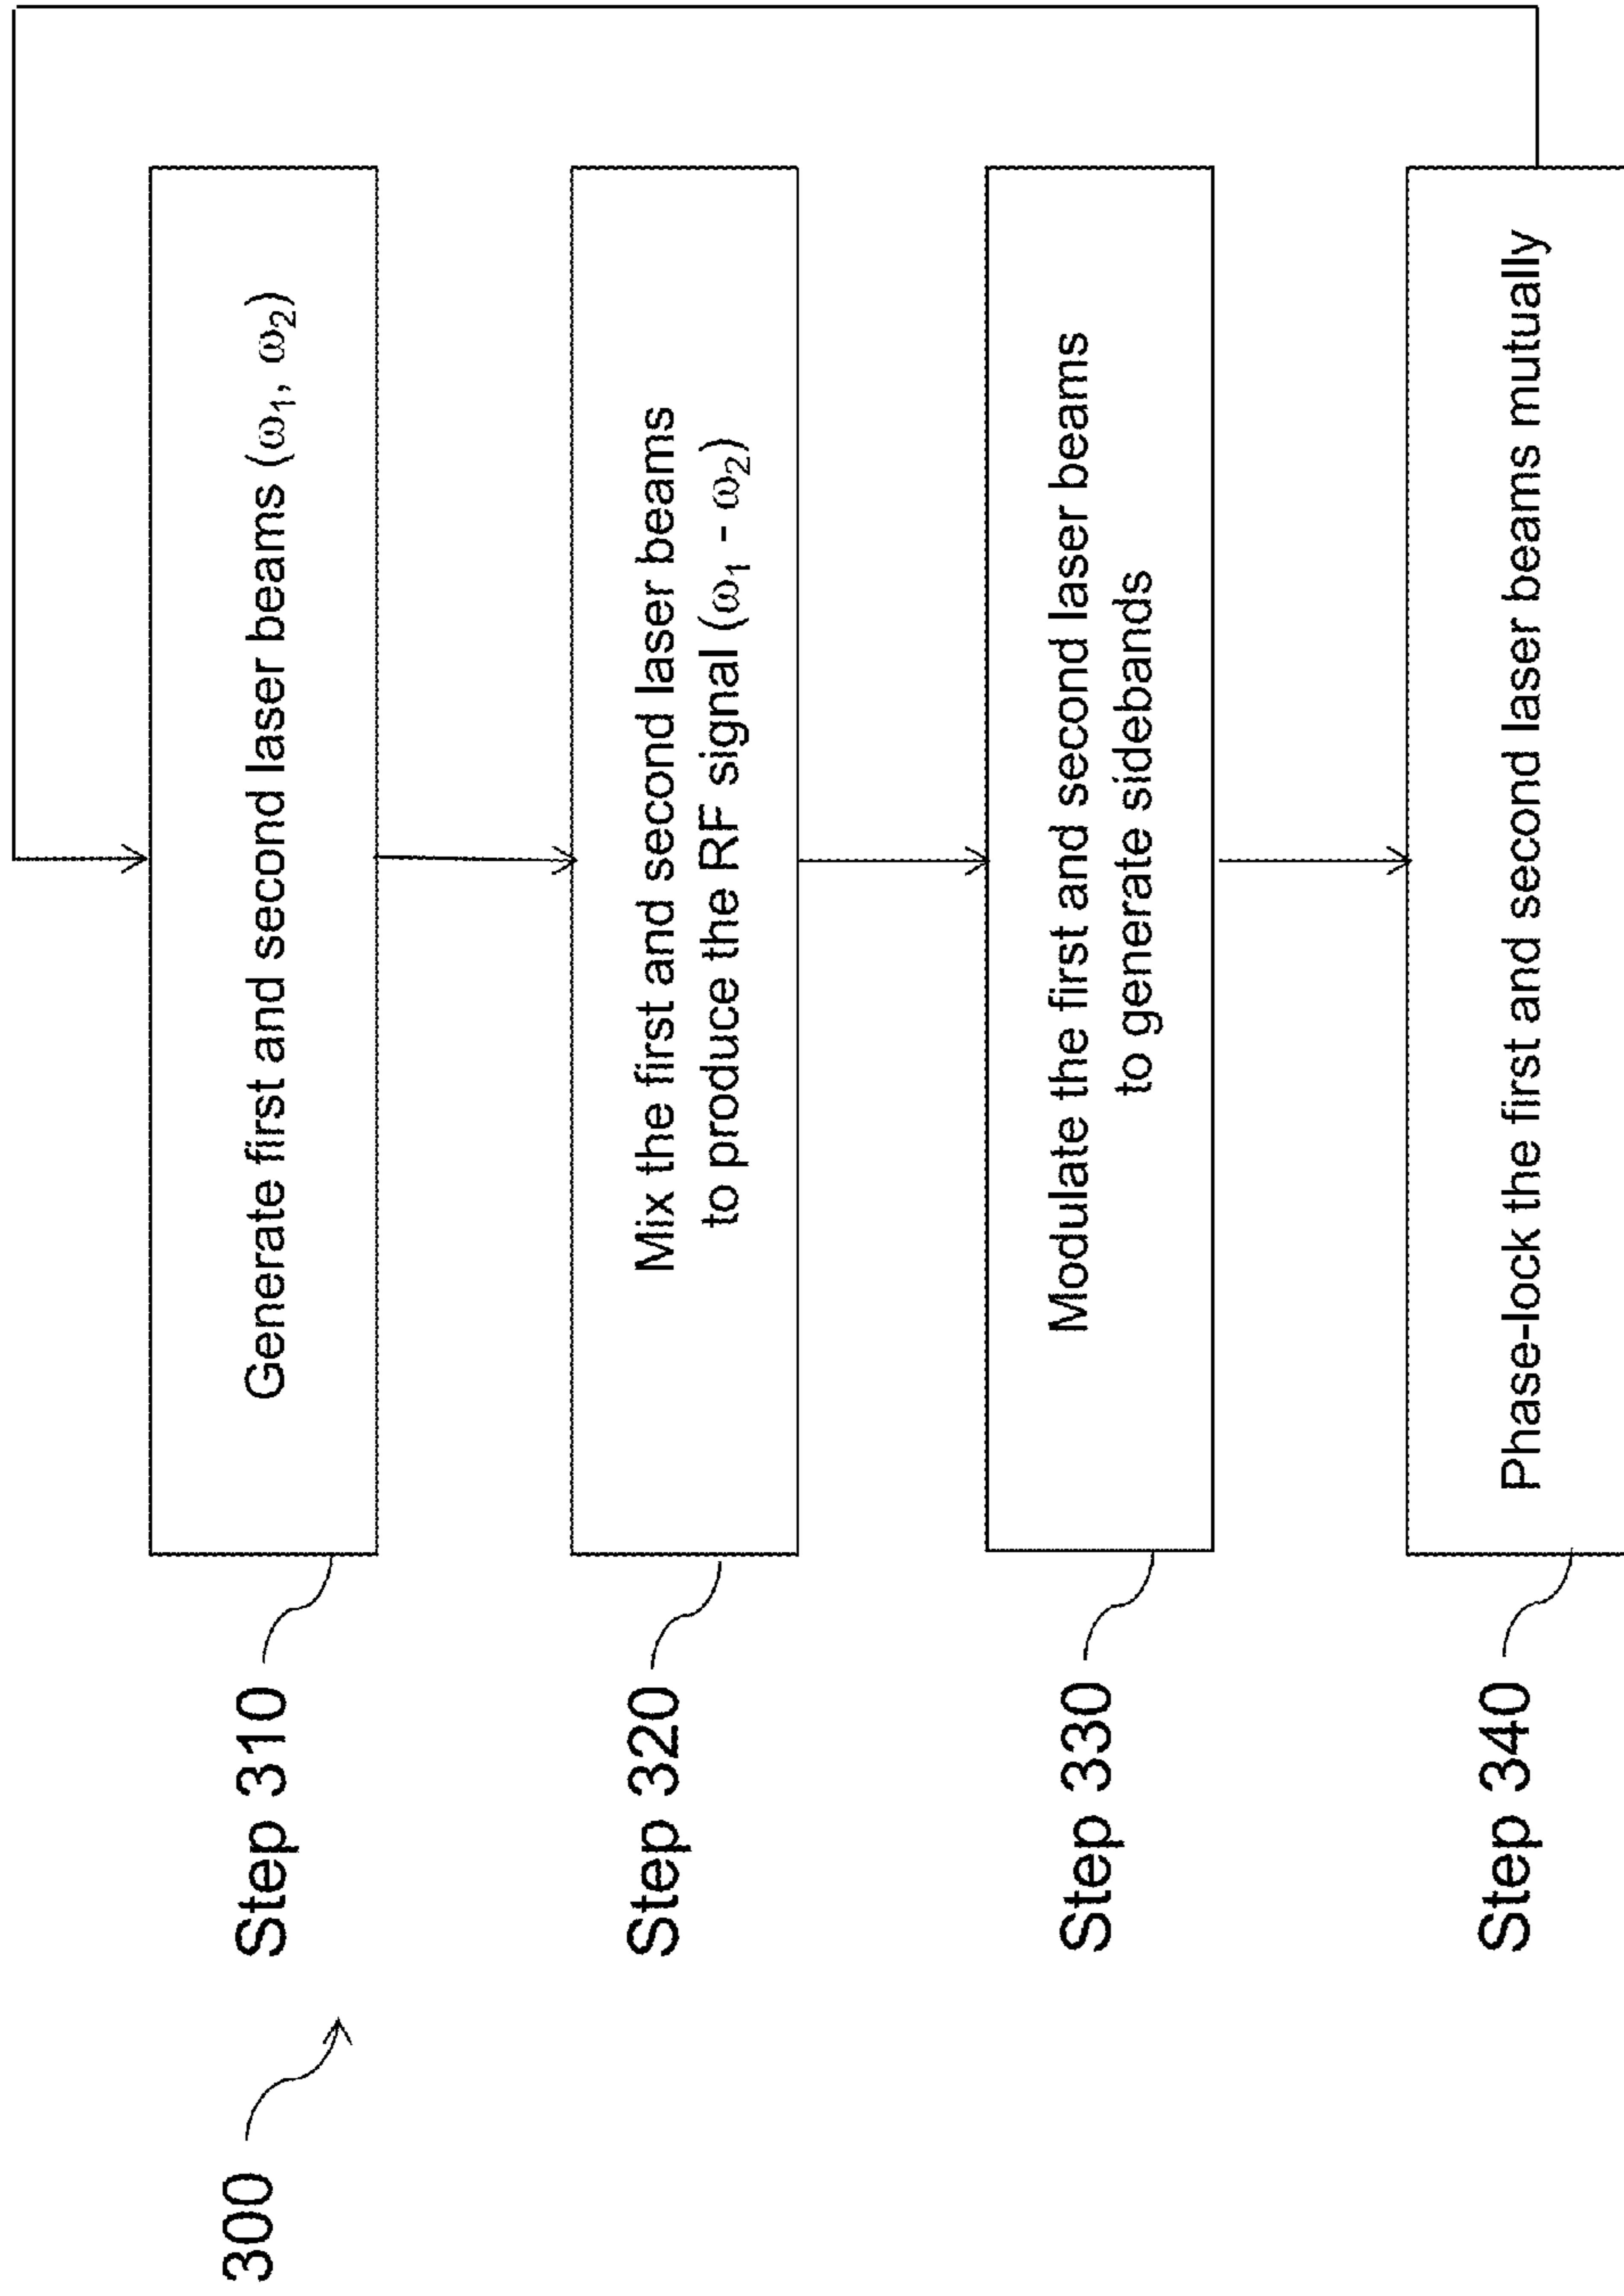 300
Step 310
Generate first and second laser beams (ω₁, ω₂)
Step 320
Mix the first and second laser beams
to produce the RF signal (ω₁ - ω₂)
Step 330
Modulate the first and second laser beams
to generate sidebands
Step 340
Phase-lock the first and second laser beams mutually